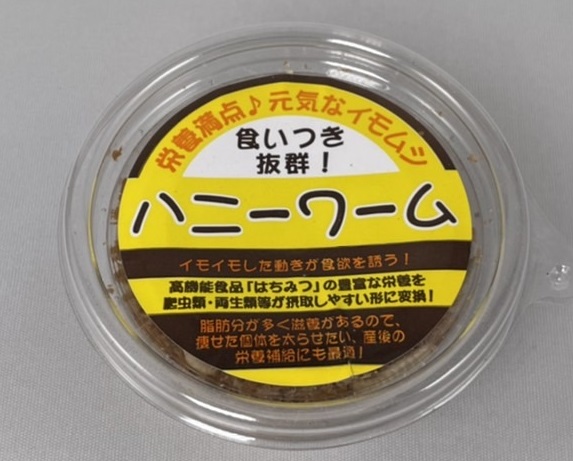 栄養満点♪元気なイモムシ
食いつき
抜群！
ハニーワーム
イモイモした動きが食欲を誘う！
高機能食品「はちみつ」の豊富な栄養を
爬虫類・両生類等が摂取しやすい形に変換！
脂肪分が多く滋養があるので、
痩せた個体を太らせたい、産後の
栄養補給にも最適！